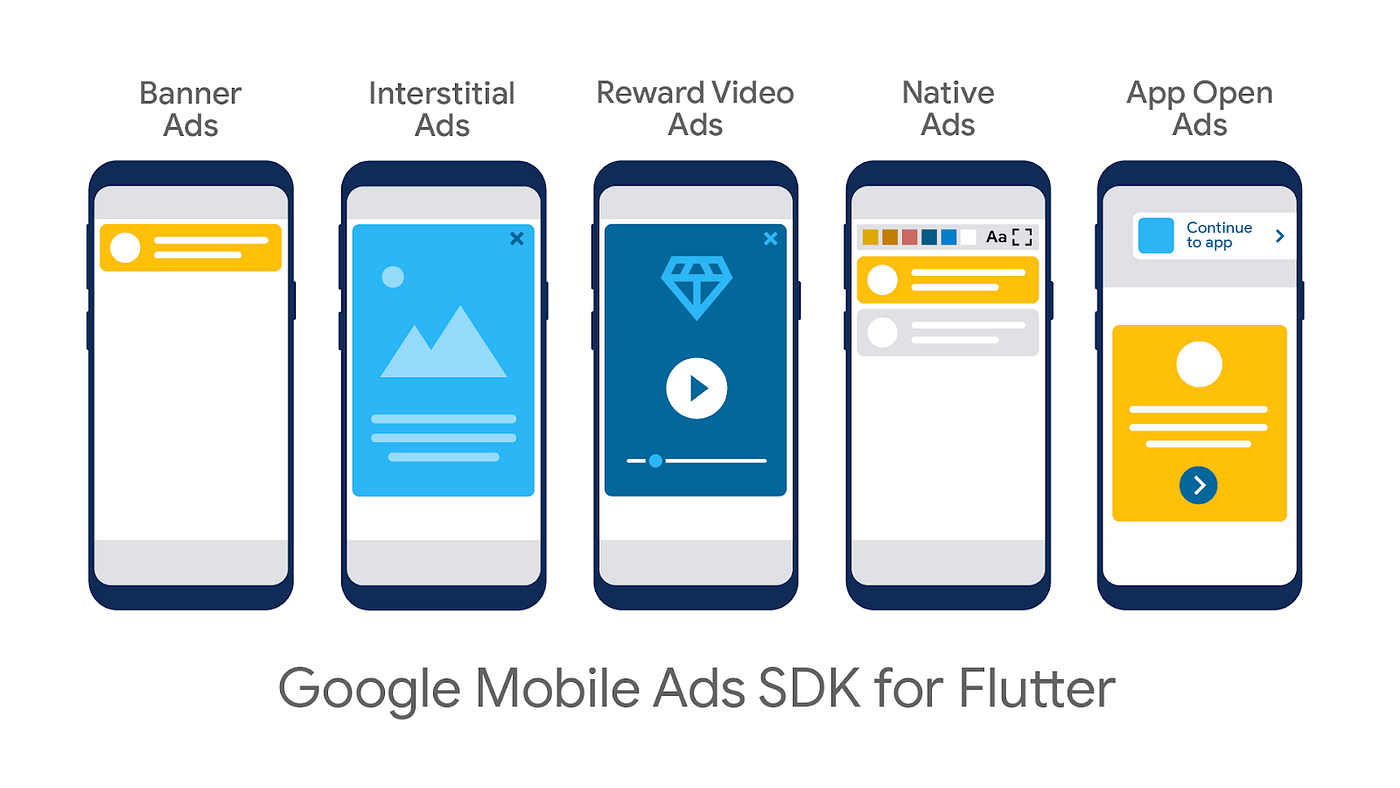 Banner
Ads
Interstitial
Ads
Reward Video
Ads
Native
Ads
App Open
Ads
Aa
Continue
to app
Google Mobile Ads SDK for Flutter